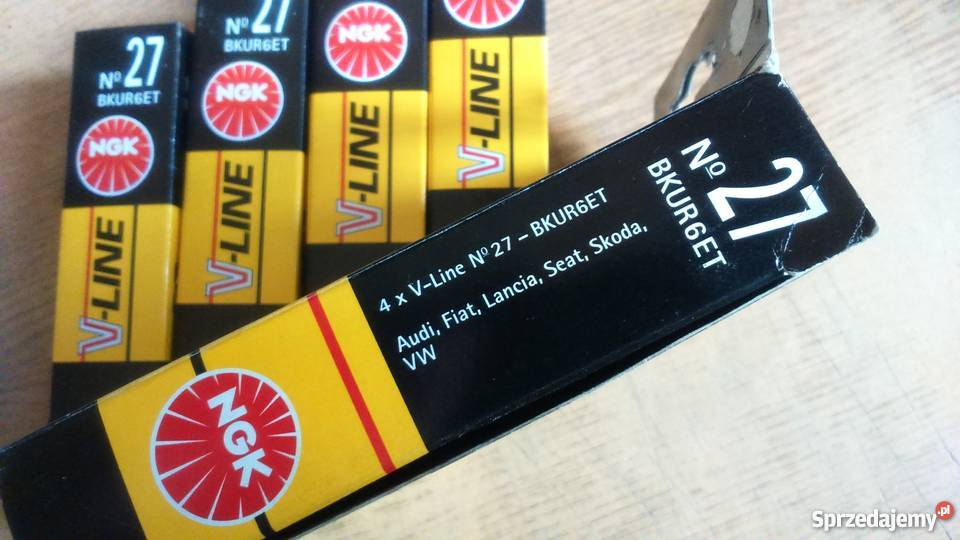 Nº 27
BKUR6ET
NGK
V-LINE
Nº 27
BKUR6ET
NGK
V-LINE
NGK
V-LINE
NGK
V-LINE
Nº 27
BKUR6ET
4 x V-Line Nº 27 – BKUR6ET
Audi, Fiat, Lancia, Seat, Skoda,
VW
NGK
Sprzedajemy.pl